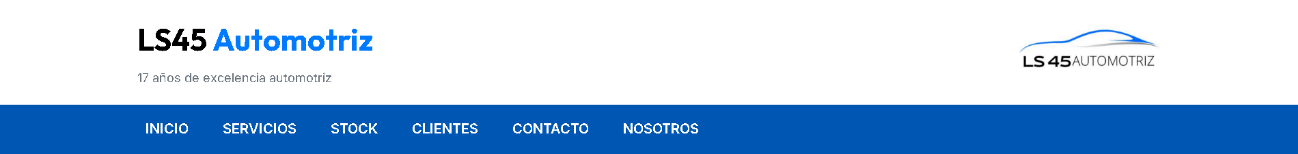 LS45 Automotriz
17 años de excelencia automotriz
LS 45 AUTOMOTRIZ
INICIO SERVICIOS STOCK CLIENTES CONTACTO NOSOTROS